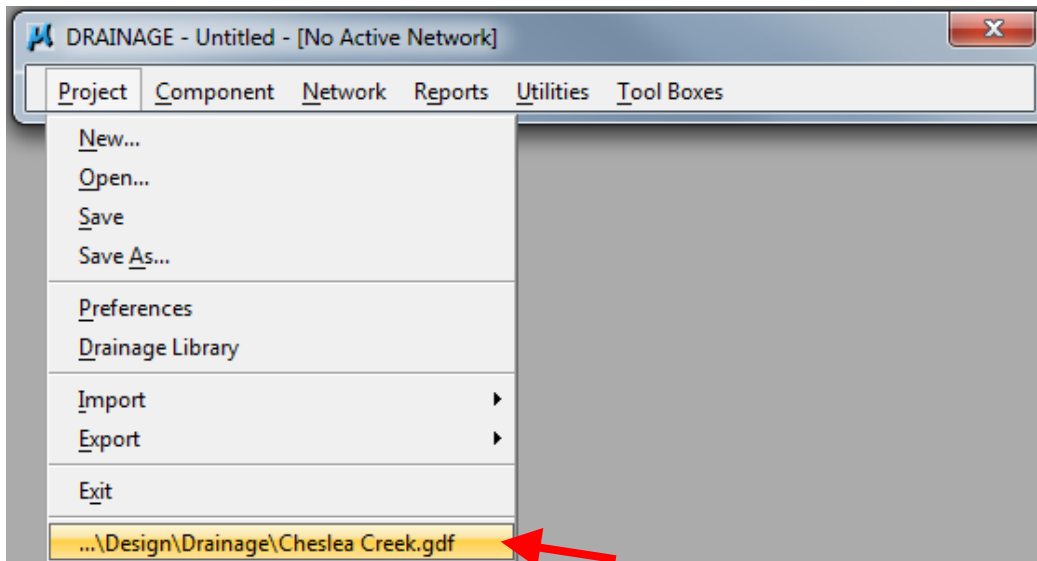 DRAINAGE - Untitled - [No Active Network]
Project Component Network Reports Utilities Tool Boxes
New...
Open...
Save
Save As...
Preferences
Drainage Library
Import
Export
Exit
...\Design\Drainage\Cheslea Creek.gdf